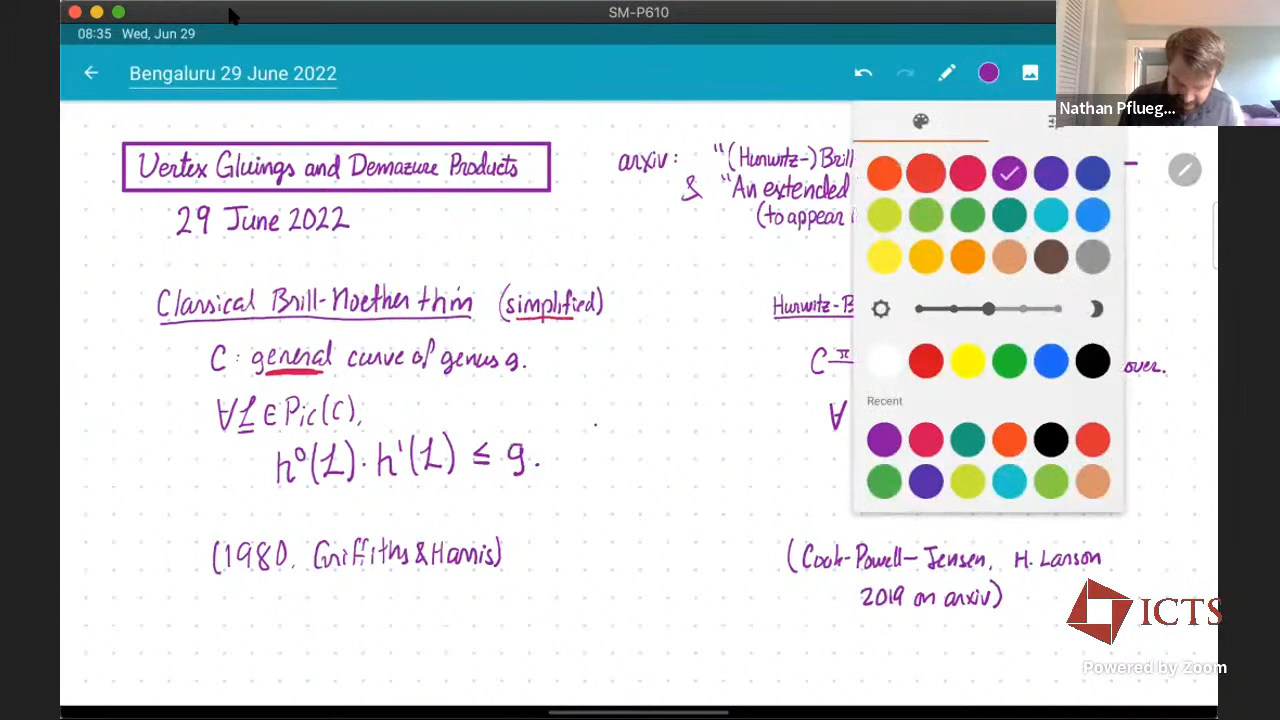 SM-P610
08:35 Wed, Jun 29
Bengaluru 29 June 2022
Nathan Pflueg...
Vertex Gluings and Demazure Products
29 June 2022
arxiv: "(Hurwitz-) Brill
& "An extended
(to appear
Classical Brill-Noether thm (simplified)
C: general curve of genus g.
∀ L ∈ Pic(C),
h⁰(L) · h¹(L) ≤ g.
(1980, Griffiths & Harris)
Hurwitz-B
C π
over.
∀
Recent
(Cook-Powell–Jensen, H. Larson
2019 on arxiv)
ICTS
Powered by Zoom